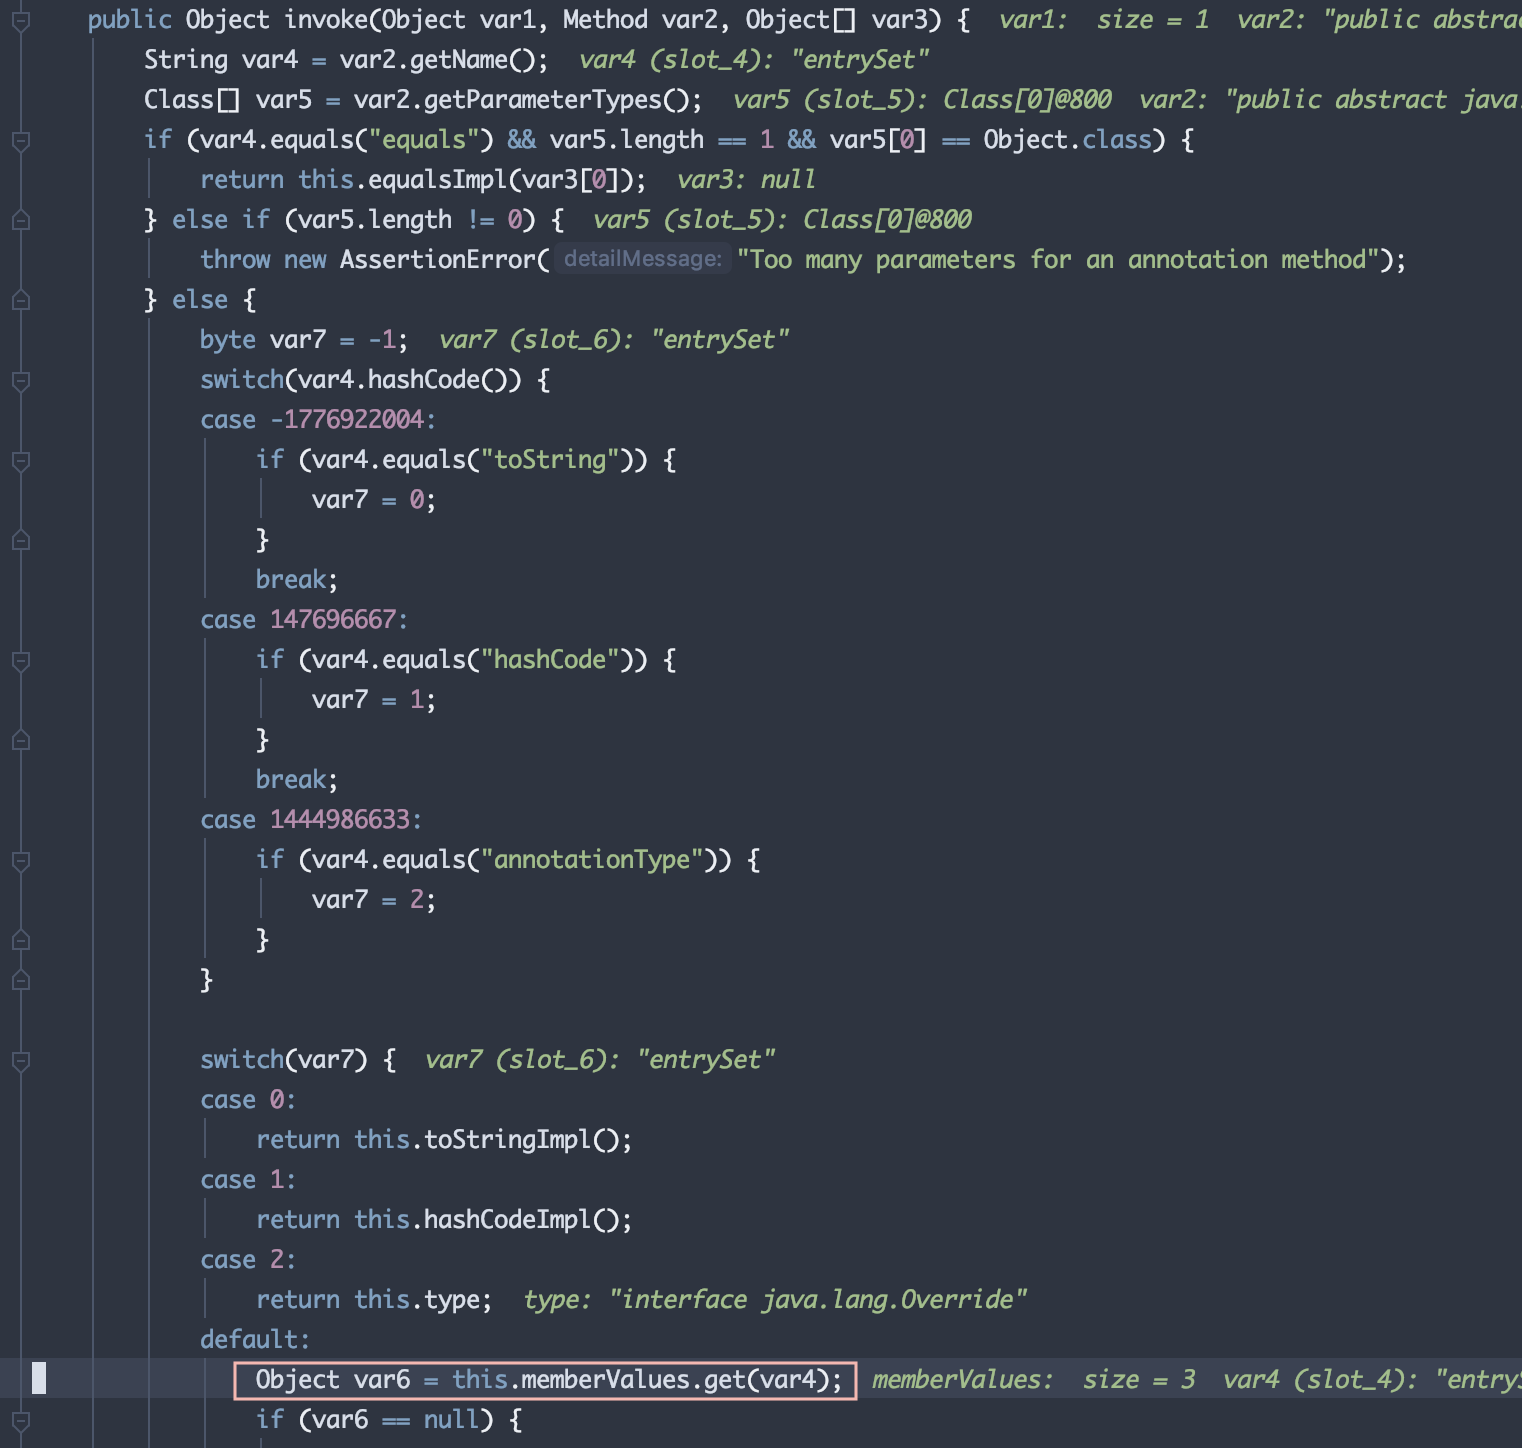 public Object invoke(Object var1, Method var2, Object[] var3) {  var1:  size = 1  var2: "public abstrac
String var4 = var2.getName();  var4 (slot_4): "entrySet"
Class[] var5 = var2.getParameterTypes();  var5 (slot_5): Class[0]@800  var2: "public abstract java.
if (var4.equals("equals") && var5.length == 1 && var5[0] == Object.class) {
return this.equalsImpl(var3[0]);  var3: null
} else if (var5.length != 0) {  var5 (slot_5): Class[0]@800
throw new AssertionError( detailMessage: "Too many parameters for an annotation method");
} else {
byte var7 = -1;  var7 (slot_6): "entrySet"
switch(var4.hashCode()) {
case -1776922004:
if (var4.equals("toString")) {
var7 = 0;
}
break;
case 147696667:
if (var4.equals("hashCode")) {
var7 = 1;
}
break;
case 1444986633:
if (var4.equals("annotationType")) {
var7 = 2;
}
}
switch(var7) {  var7 (slot_6): "entrySet"
case 0:
return this.toStringImpl();
case 1:
return this.hashCodeImpl();
case 2:
return this.type;  type: "interface java.lang.Override"
default:
Object var6 = this.memberValues.get(var4);  memberValues:  size = 3  var4 (slot_4): "entryS
if (var6 == null) {